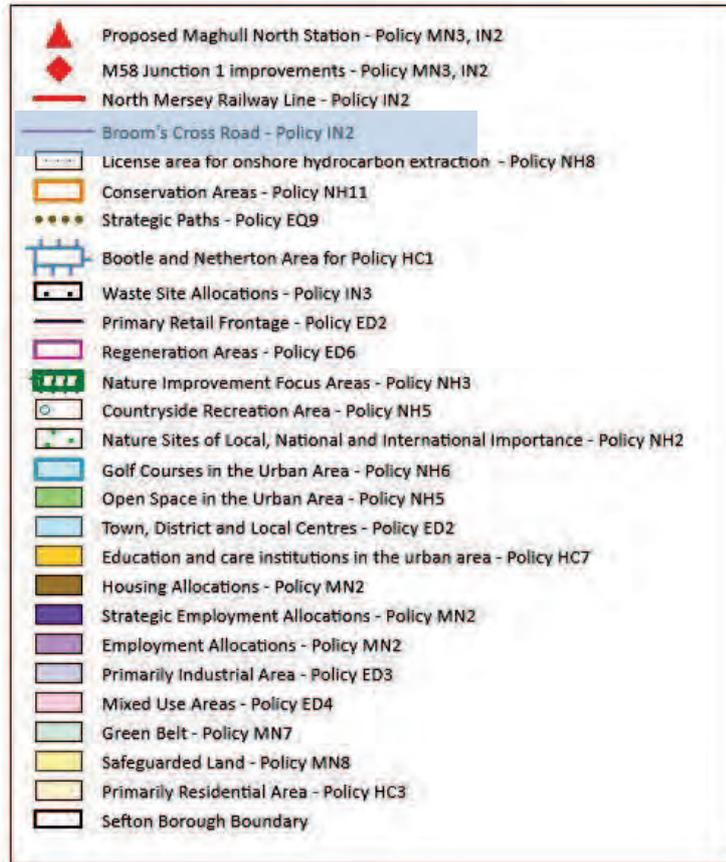 Proposed Maghull North Station - Policy MN3, IN2
M58 Junction 1 improvements - Policy MN3, IN2
North Mersey Railway Line - Policy IN2
Broom's Cross Road - Policy IN2
License area for onshore hydrocarbon extraction - Policy NH8
Conservation Areas - Policy NH11
Strategic Paths - Policy EQ9
Bootle and Netherton Area for Policy HC1
Waste Site Allocations - Policy IN3
Primary Retail Frontage - Policy ED2
Regeneration Areas - Policy ED6
Nature Improvement Focus Areas - Policy NH3
Countryside Recreation Area - Policy NH5
Nature Sites of Local, National and International Importance - Policy NH2
Golf Courses in the Urban Area - Policy NH6
Open Space in the Urban Area - Policy NH5
Town, District and Local Centres - Policy ED2
Education and care institutions in the urban area - Policy HC7
Housing Allocations - Policy MN2
Strategic Employment Allocations - Policy MN2
Employment Allocations - Policy MN2
Primarily Industrial Area - Policy ED3
Mixed Use Areas - Policy ED4
Green Belt - Policy MN7
Safeguarded Land - Policy MN8
Primarily Residential Area - Policy HC3
Sefton Borough Boundary